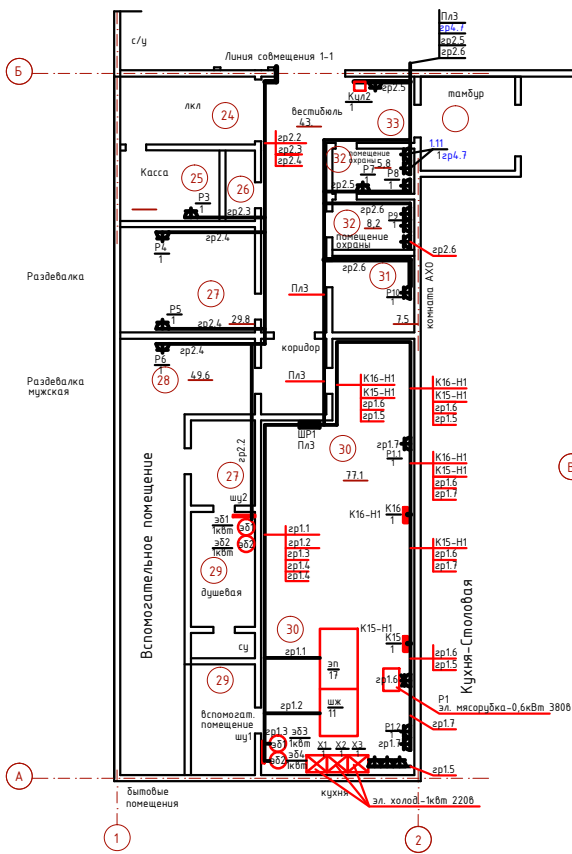 ПлЗ
гр4.7
гр2.5
гр2.6
с/у
Линия совмещения 1-1
Б
лкл
24
Кул2
1
гр2.5
вестибюль
43
33
тамбур
гр2.2
гр2.3
гр2.4
32
помещение
охраны
5.8
Р7
1
Р8
1
1.11
1гр4.7
Касса
25
26
Р3
1
гр2.3
гр2.5
гр2.6
32
8.2
Р9
1
помещение
охраны
гр2.6
Р4
1
гр2.4
Раздевалка
27
гр2.6
31
Р10
1
комната АХО
ПлЗ
Р5
1
гр2.4
29.8
7.5
Р6
1
гр2.4
коридор
28
49.6
Раздевалка
мужская
ПлЗ
К16-Н1
К15-Н1
гр1.6
гр1.5
К16-Н1
К15-Н1
гр1.6
гр1.5
ШР1
ПлЗ
30
77.1
гр1.7
Р1.1
1
К16-Н1
К15-Н1
гр1.6
гр1.7
В
гр2.2
27
шу2
эб1
1квт
эб1
эб2
1квт
эб2
К16
1
К16-Н1
гр1.1
гр1.2
гр1.3
гр1.4
гр1.4
К15-Н1
гр1.6
гр1.7
Вспомогательное помещение
29
душевая
Кухня-Столовая
30
К15-Н1
К15
1
су
гр1.1
эп
17
гр1.6
гр1.5
29
гр1.6
Р1
эл. мясорубка-0,6кВт 380в
вспомогат.
помещение
гр1.2
шж
11
гр1.7
шу1
гр1.3
эб3
1квт
эб1
эб4
1квт
эб2
Х1
1
Х2
1
Х3
1
Р1.2
1
гр1.7
гр1.5
А
бытовые
помещения
кухня
эл. холод.-1квт 220в
1
2